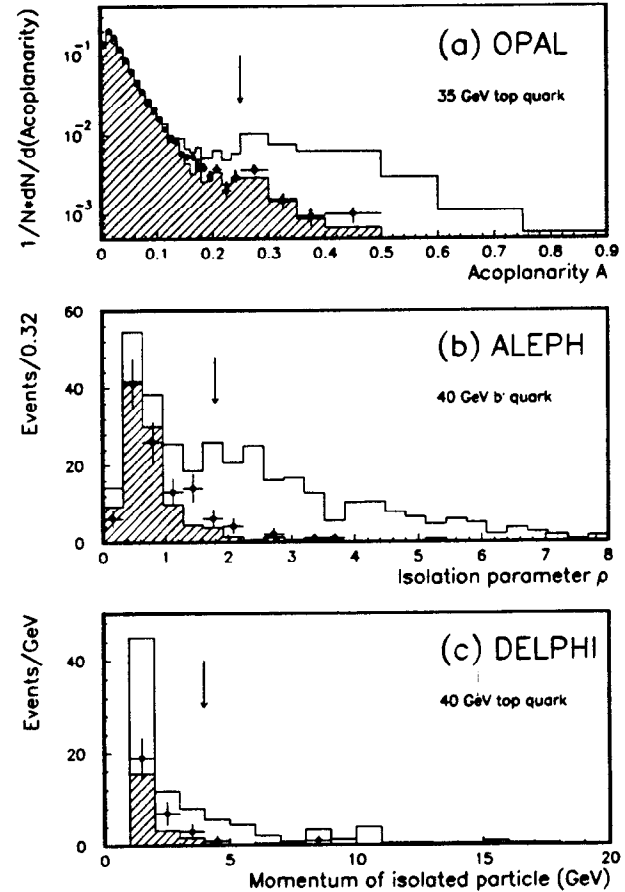 (a) OPAL
35 GeV top quark
1/N•dN/d(Acoplanarity)
10⁻¹
10⁻²
10⁻³
0 0.1 0.2 0.3 0.4 0.5 0.6 0.7 0.8 0.9
Acoplanarity A
(b) ALEPH
40 GeV b' quark
Events/0.32
60
40
20
0
0 1 2 3 4 5 6 7 8
Isolation parameter ρ
(c) DELPHI
40 GeV top quark
Events/GeV
40
20
0
0 5 10 15 20
Momentum of isolated particle (GeV)